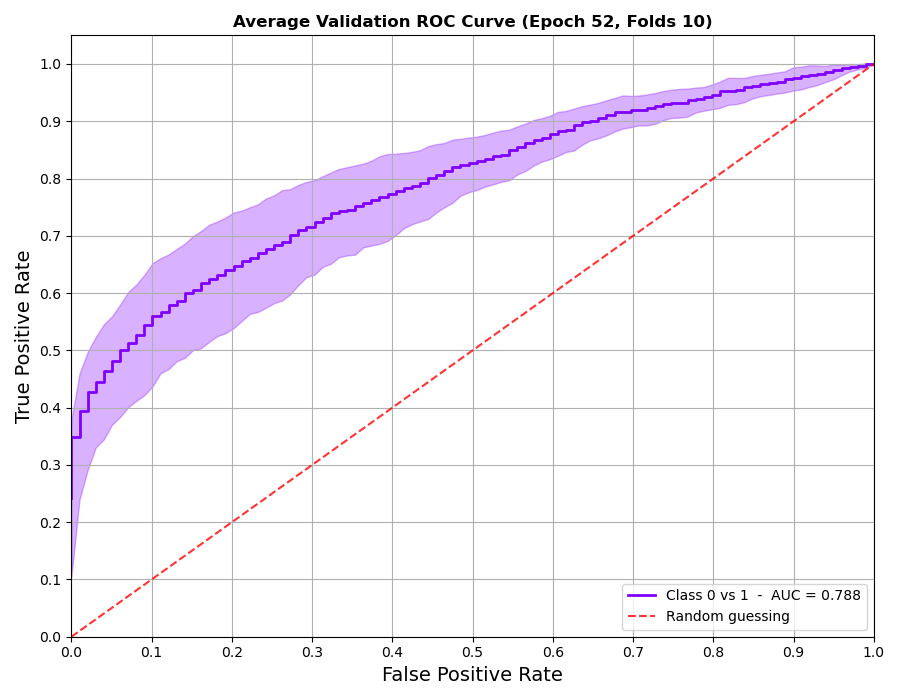 Average Validation ROC Curve (Epoch 52, Folds 10)
True Positive Rate
1.0
0.9
0.8
0.7
0.6
0.5
0.4
0.3
0.2
0.1
0.0
Class 0 vs 1 - AUC = 0.788
Random guessing
0.0 0.1 0.2 0.3 0.4 0.5 0.6 0.7 0.8 0.9 1.0
False Positive Rate